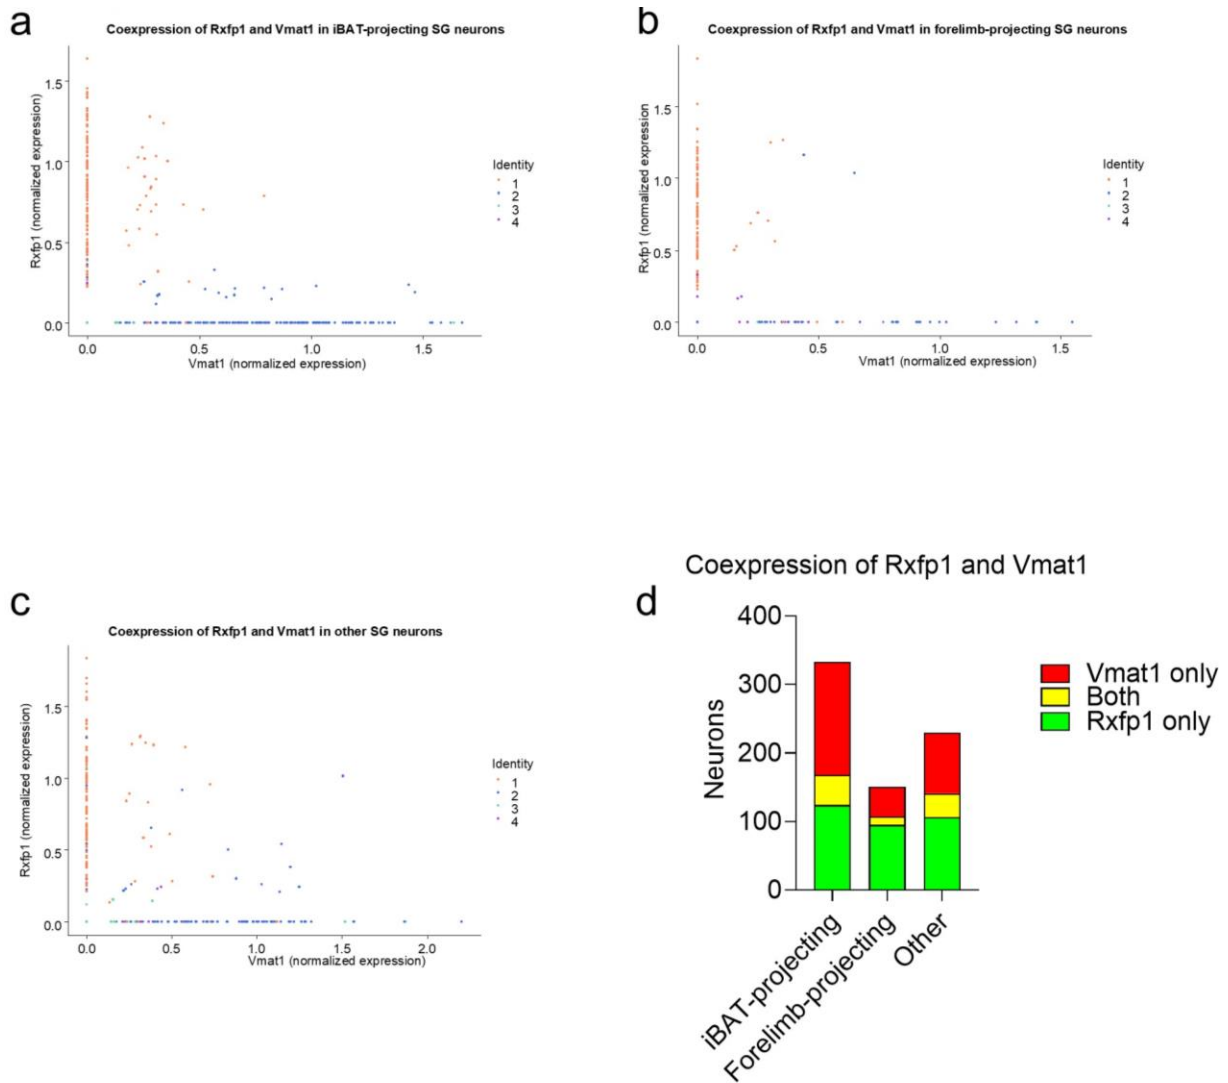 a
Coexpression of Rxfp1 and Vmat1 in iBAT-projecting SG neurons
1.5
1.0
0.5
0.0
Rxfp1 (normalized expression)
0.0 0.5 1.0 1.5
Vmat1 (normalized expression)
Identity
1
2
3
4
b
Coexpression of Rxfp1 and Vmat1 in forelimb-projecting SG neurons
1.5
1.0
0.5
0.0
Rxfp1 (normalized expression
0.0 0.5 1.0 1.5
Vmat1 (normalized expression)
Identity
1
2
3
4
c
Coexpression of Rxfp1 and Vmat1 in other SG neurons
1.5
1.0
0.5
0.0
Rxfp1 (normalized expression)
0.0 0.5 1.0 1.5 2.0
Vmat1 (normalized expression)
Identity
1
2
3
4
d
Coexpression of Rxfp1 and Vmat1
400
300
200
100
0
Neurons
iBAT-projecting
Forelimb-projecting
Other
Vmat1 only
Both
Rxfp1 only